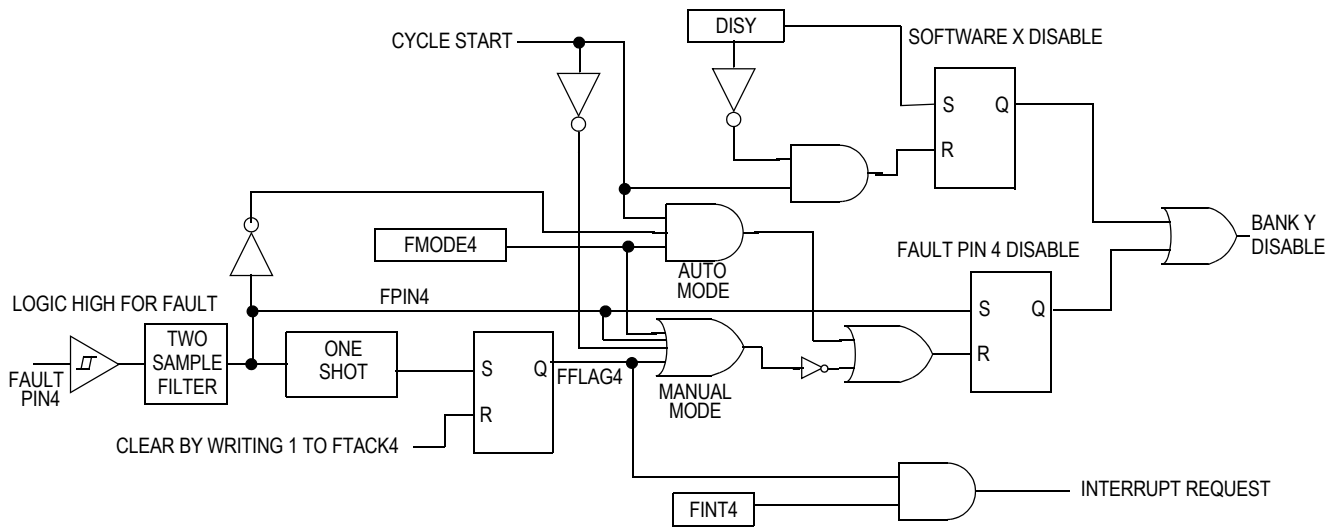 DISY
CYCLE START
SOFTWARE X DISABLE
S
Q
R
FMODE4
AUTO
MODE
FAULT PIN 4 DISABLE
BANK Y
DISABLE
LOGIC HIGH FOR FAULT
FPIN4
S
Q
R
TWO
SAMPLE
FILTER
ONE
SHOT
FAULT
PIN4
S
Q
R
FFLAG4
MANUAL
MODE
CLEAR BY WRITING 1 TO FTACK4
FINT4
INTERRUPT REQUEST